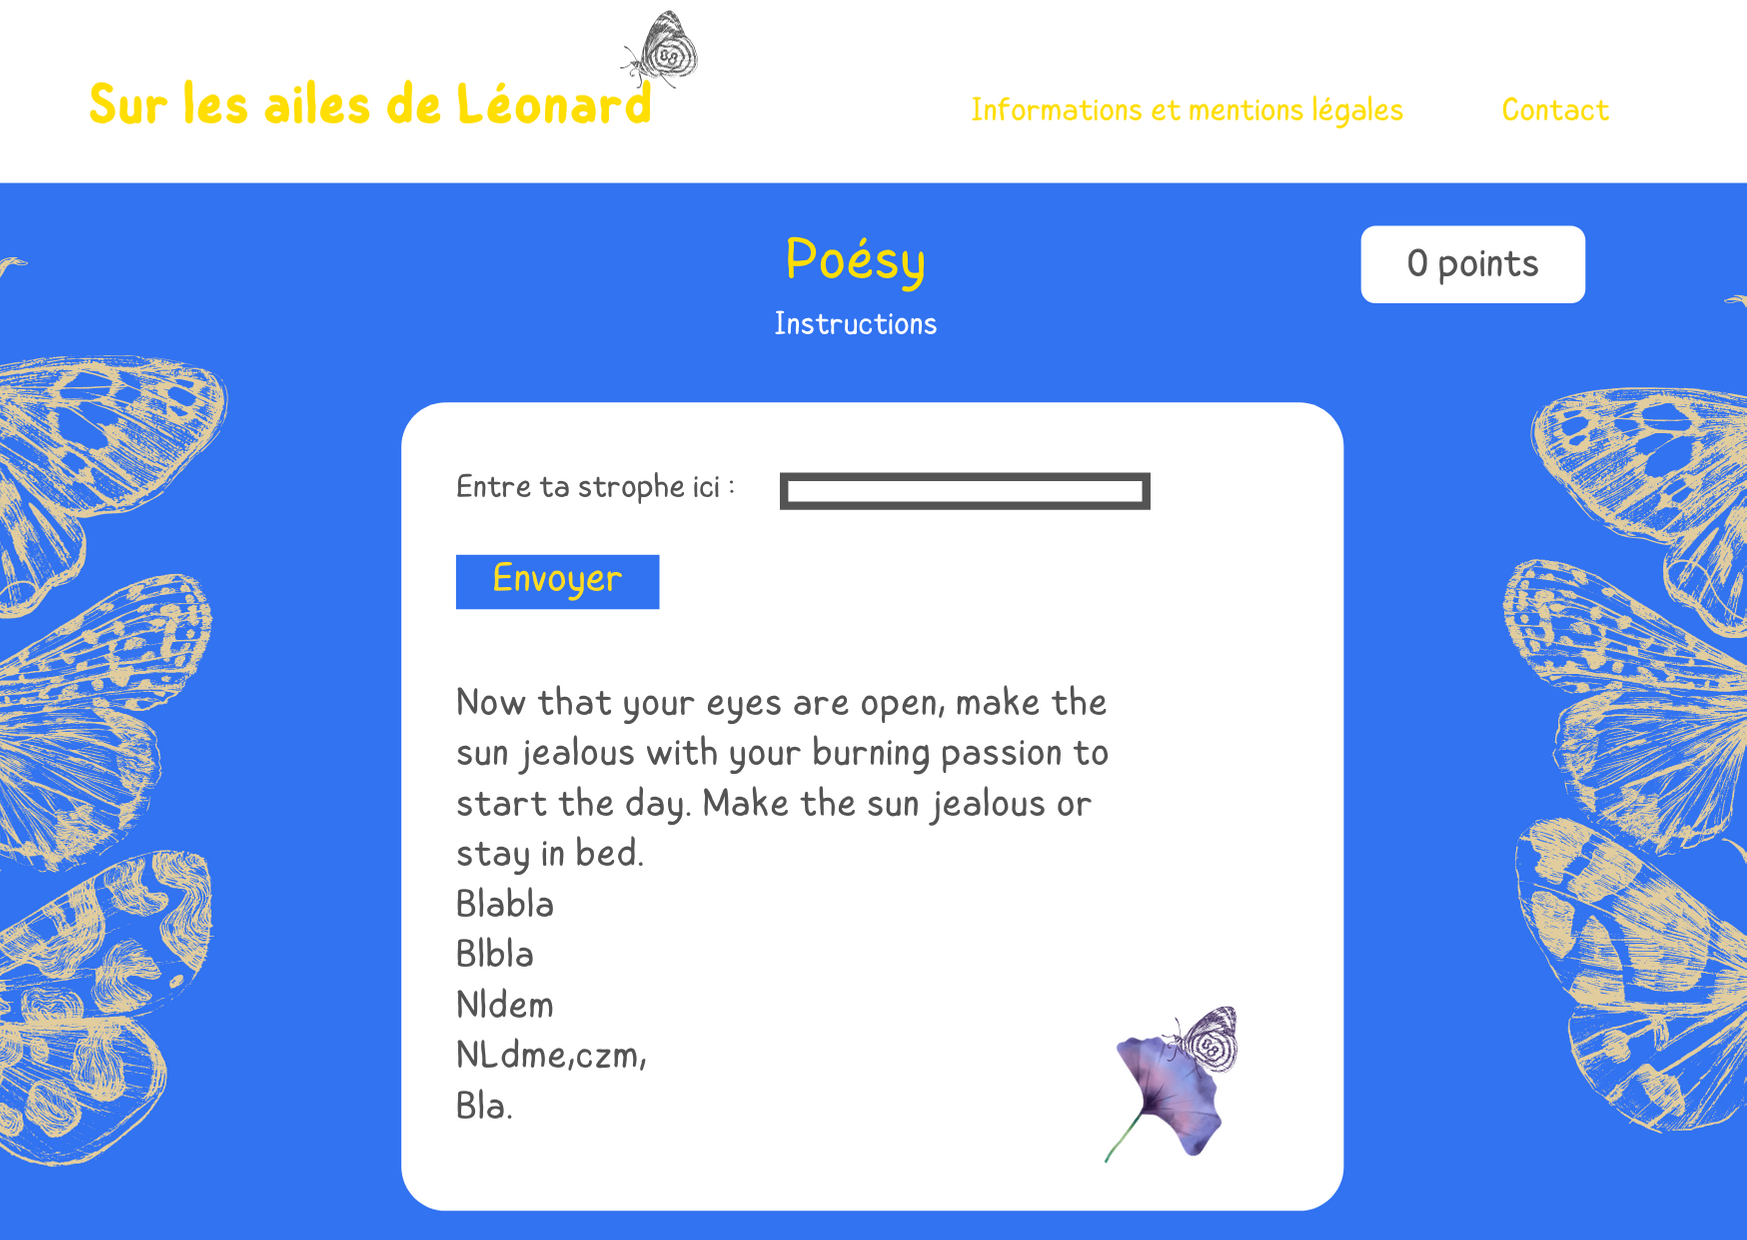 Sur les ailes de Léonard
Informations et mentions légales
Contact
Poésy
0 points
Instructions
Entre ta strophe ici :
Envoyer
Now that your eyes are open, make the
sun jealous with your burning passion to
start the day. Make the sun jealous or
stay in bed.
Blabla
Blbla
Nldem
NLdme,czm,
Bla.